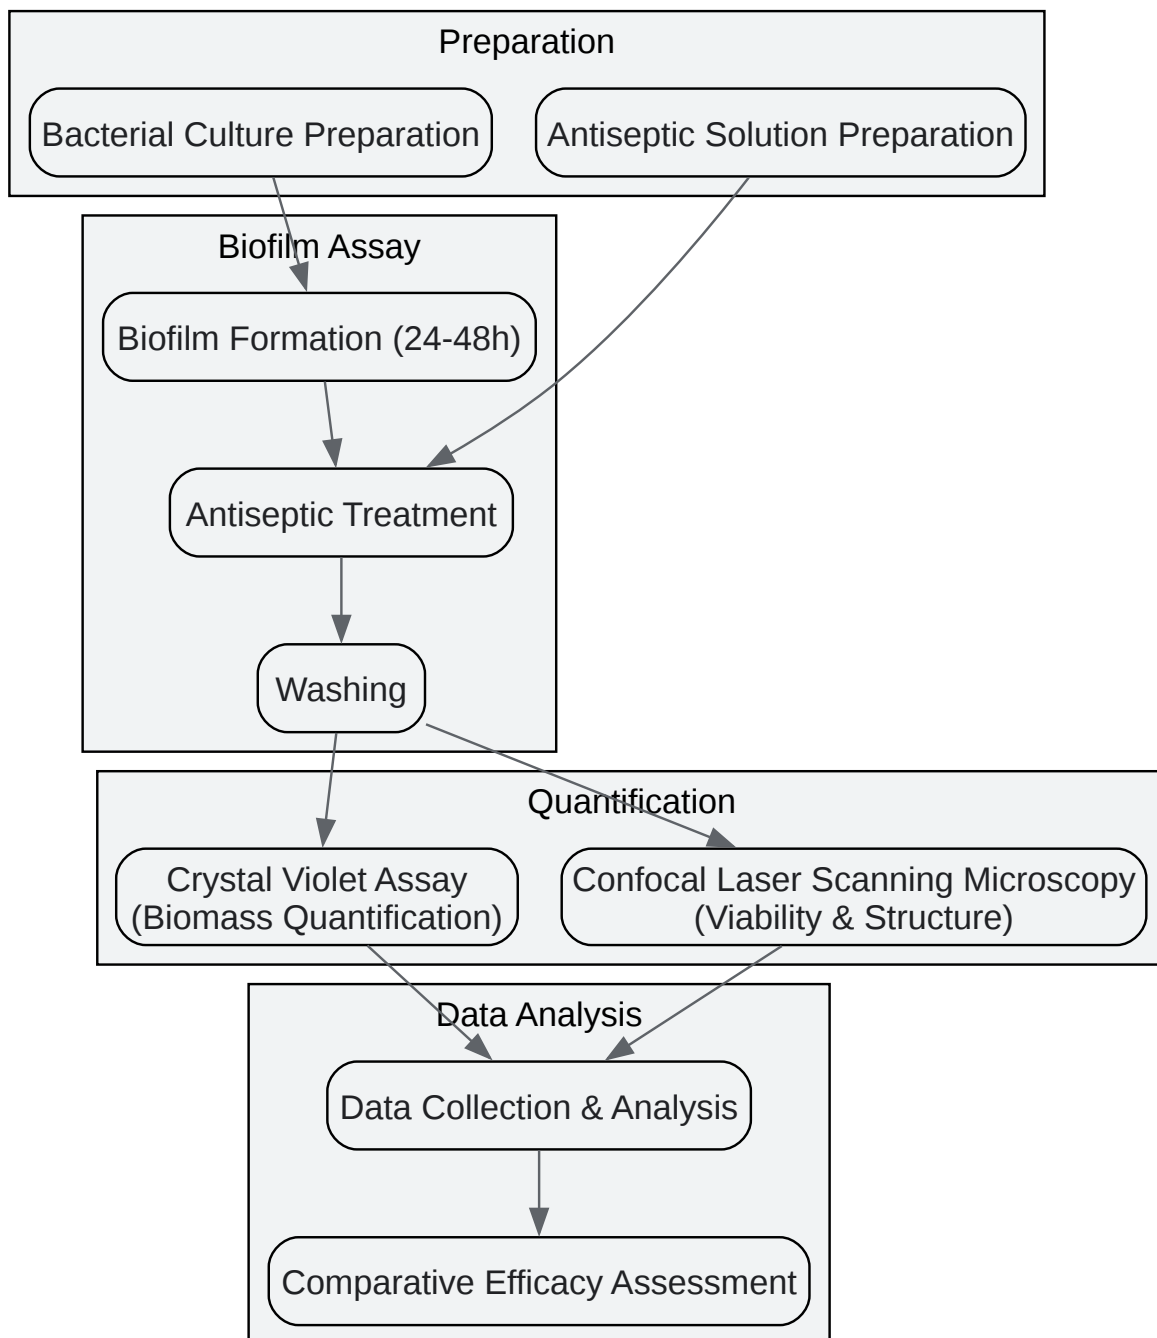 Preparation
Bacterial Culture Preparation
Antiseptic Solution Preparation
Biofilm Assay
Biofilm Formation (24-48h)
Antiseptic Treatment
Washing
Quantification
Crystal Violet Assay
(Biomass Quantification)
Confocal Laser Scanning Microscopy
(Viability & Structure)
Data Analysis
Data Collection & Analysis
Comparative Efficacy Assessment